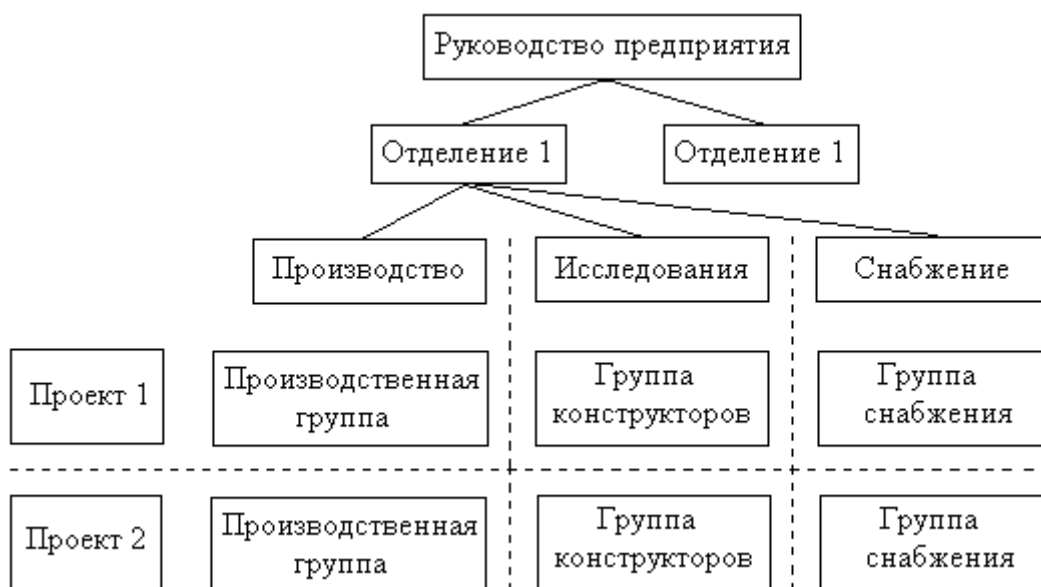 Руководство предприятия
Отделение 1
Отделение 1
Производство
Исследования
Снабжение
Проект 1
Производственная
группа
Группа
конструкторов
Группа
снабжения
Проект 2
Производственная
группа
Группа
конструкторов
Группа
снабжения